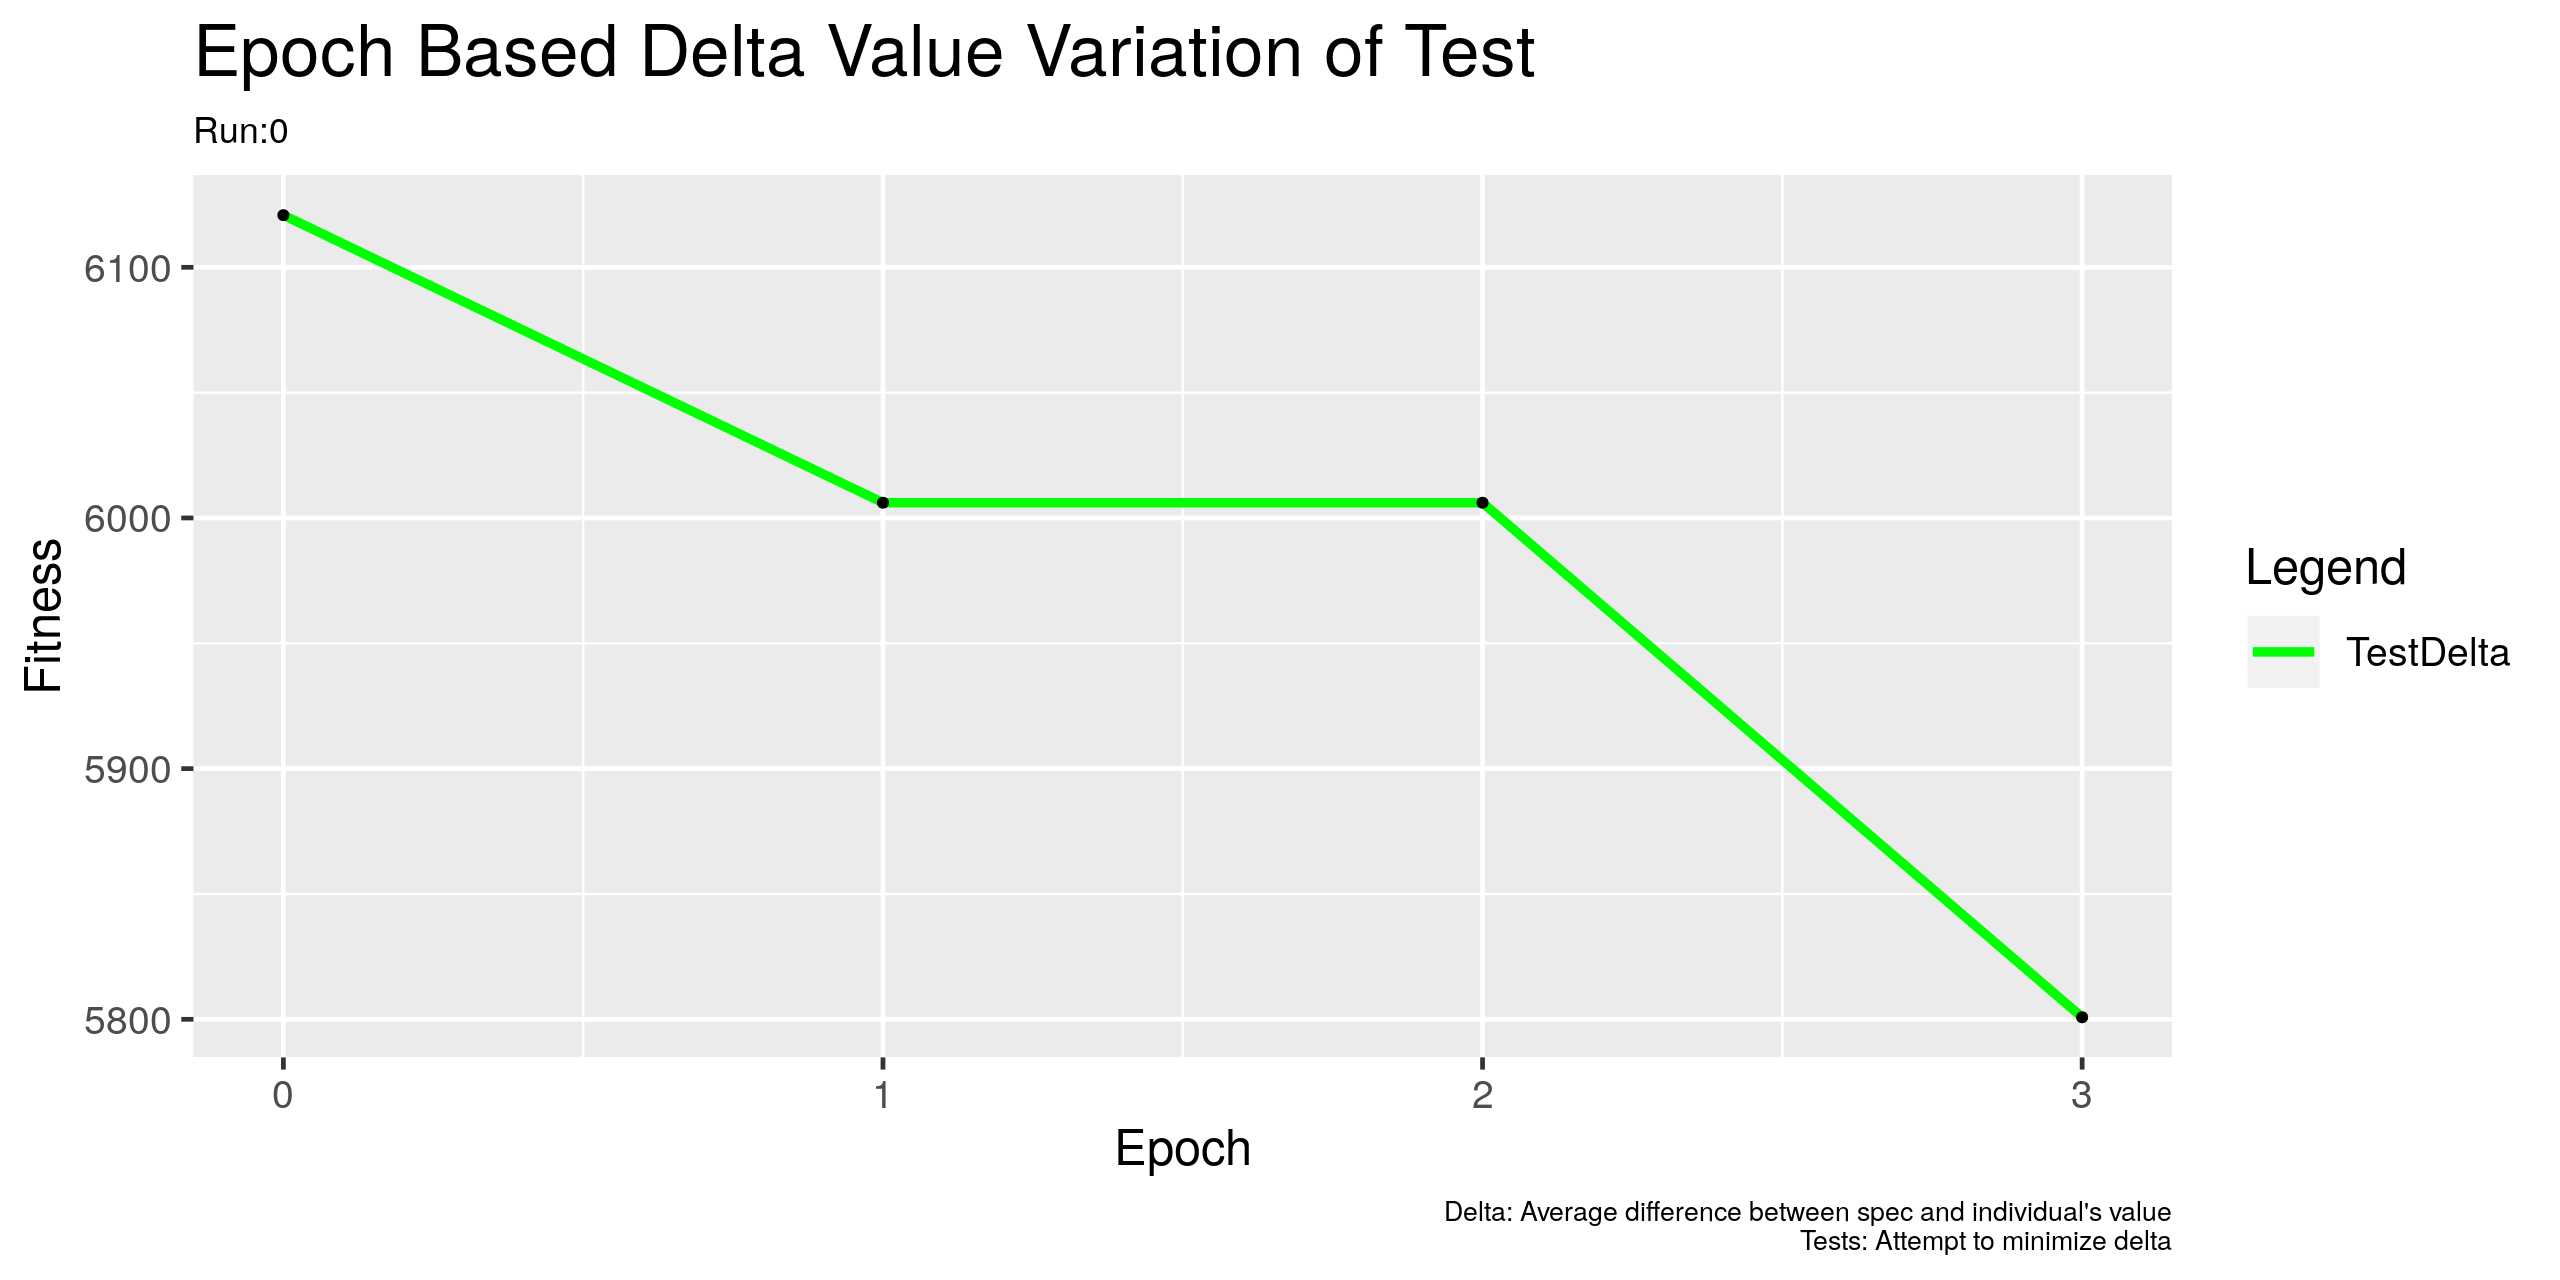 Epoch Based Delta Value Variation of Test
Run:0
6100
6000
5900
5800
Fitness
0 1 2 3
Epoch
Legend
TestDelta
Delta: Average difference between spec and individual's value
Tests: Attempt to minimize delta